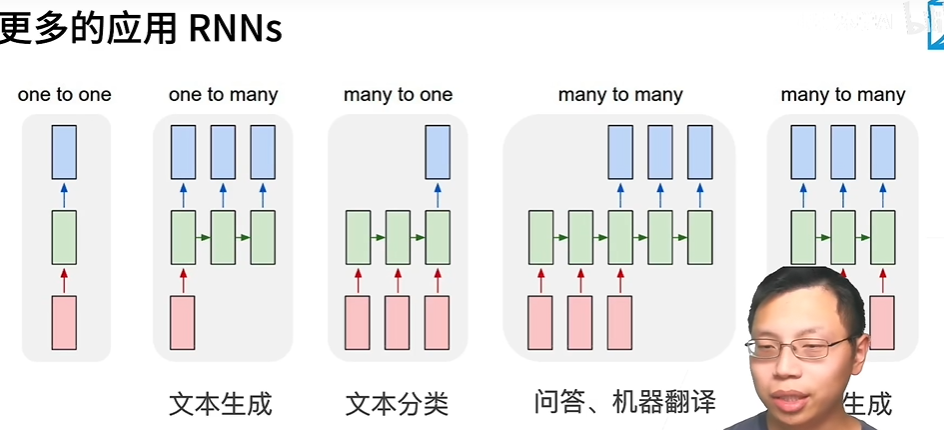 更多的应用 RNNs
one to one
one to many
many to one
many to many
many to many
文本生成
文本分类
问答、机器翻译
生成